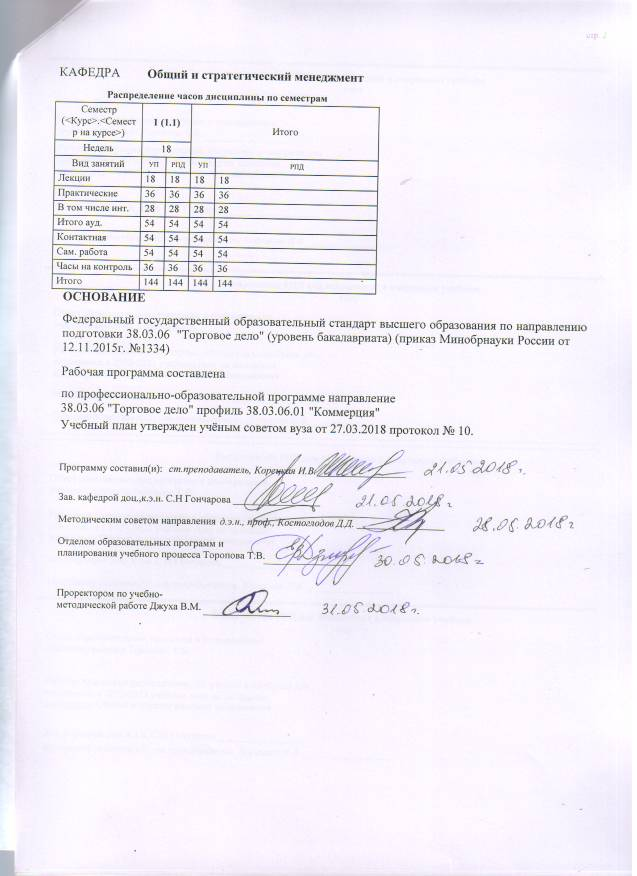 стр. 2
КАФЕДРА Общий и стратегический менеджмент
Распределение часов дисциплины по семестрам
Семестр
(<Курс>.<Семест
р на курсе>) 1 (1.1) Итого
Недель 18
Вид занятий УП РПД УП РПД
Лекции 18 18 18 18
Практические 36 36 36 36
В том числе инт. 28 28 28 28
Итого ауд. 54 54 54 54
Контактная 54 54 54 54
Сам. работа 54 54 54 54
Часы на контроль 36 36 36 36
Итого 144 144 144 144
ОСНОВАНИЕ
Федеральный государственный образовательный стандарт высшего образования по направлению
подготовки 38.03.06 "Торговое дело" (уровень бакалавриата) (приказ Минобрнауки России от
12.11.2015г. №1334)
Рабочая программа составлена
по профессионально-образовательной программе направление
38.03.06 "Торговое дело" профиль 38.03.06.01 "Коммерция"
Учебный план утвержден учёным советом вуза от 27.03.2018 протокол № 10.
Программу составил(и): ст.преподаватель, Корецкая И.В. 21.05 2018г.
Зав. кафедрой доц.,к.э.н. С.Н Гончарова 21.05 2018г
Методическим советом направления д.э.н., проф., Костоглодов Д.Д. 28.05.2018г
Отделом образовательных программ и
планирования учебного процесса Торопова Т.В. 30.05.2018г
Проректором по учебно-
методической работе Джуха В.М. 31.05 2018г.